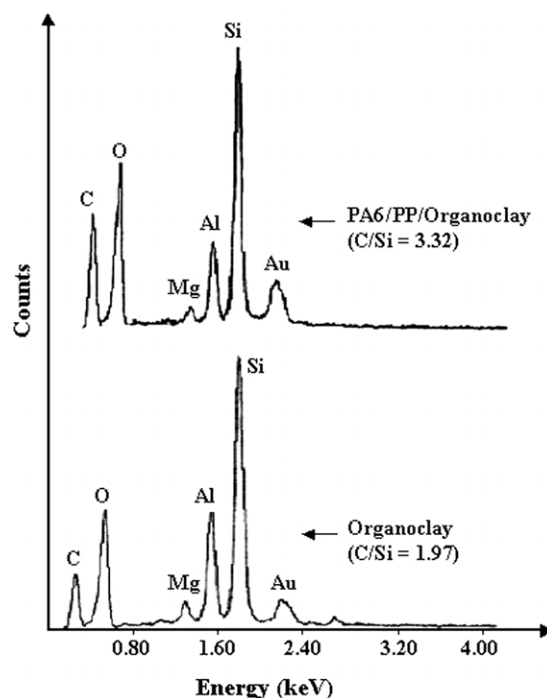 Si
O
C
Al
Mg
Au
PA6/PP/Organoclay
(C/Si = 3.32)
Counts
Si
O
Al
C
Mg
Au
Organoclay
(C/Si = 1.97)
0.80 1.60 2.40 3.20 4.00
Energy (keV)